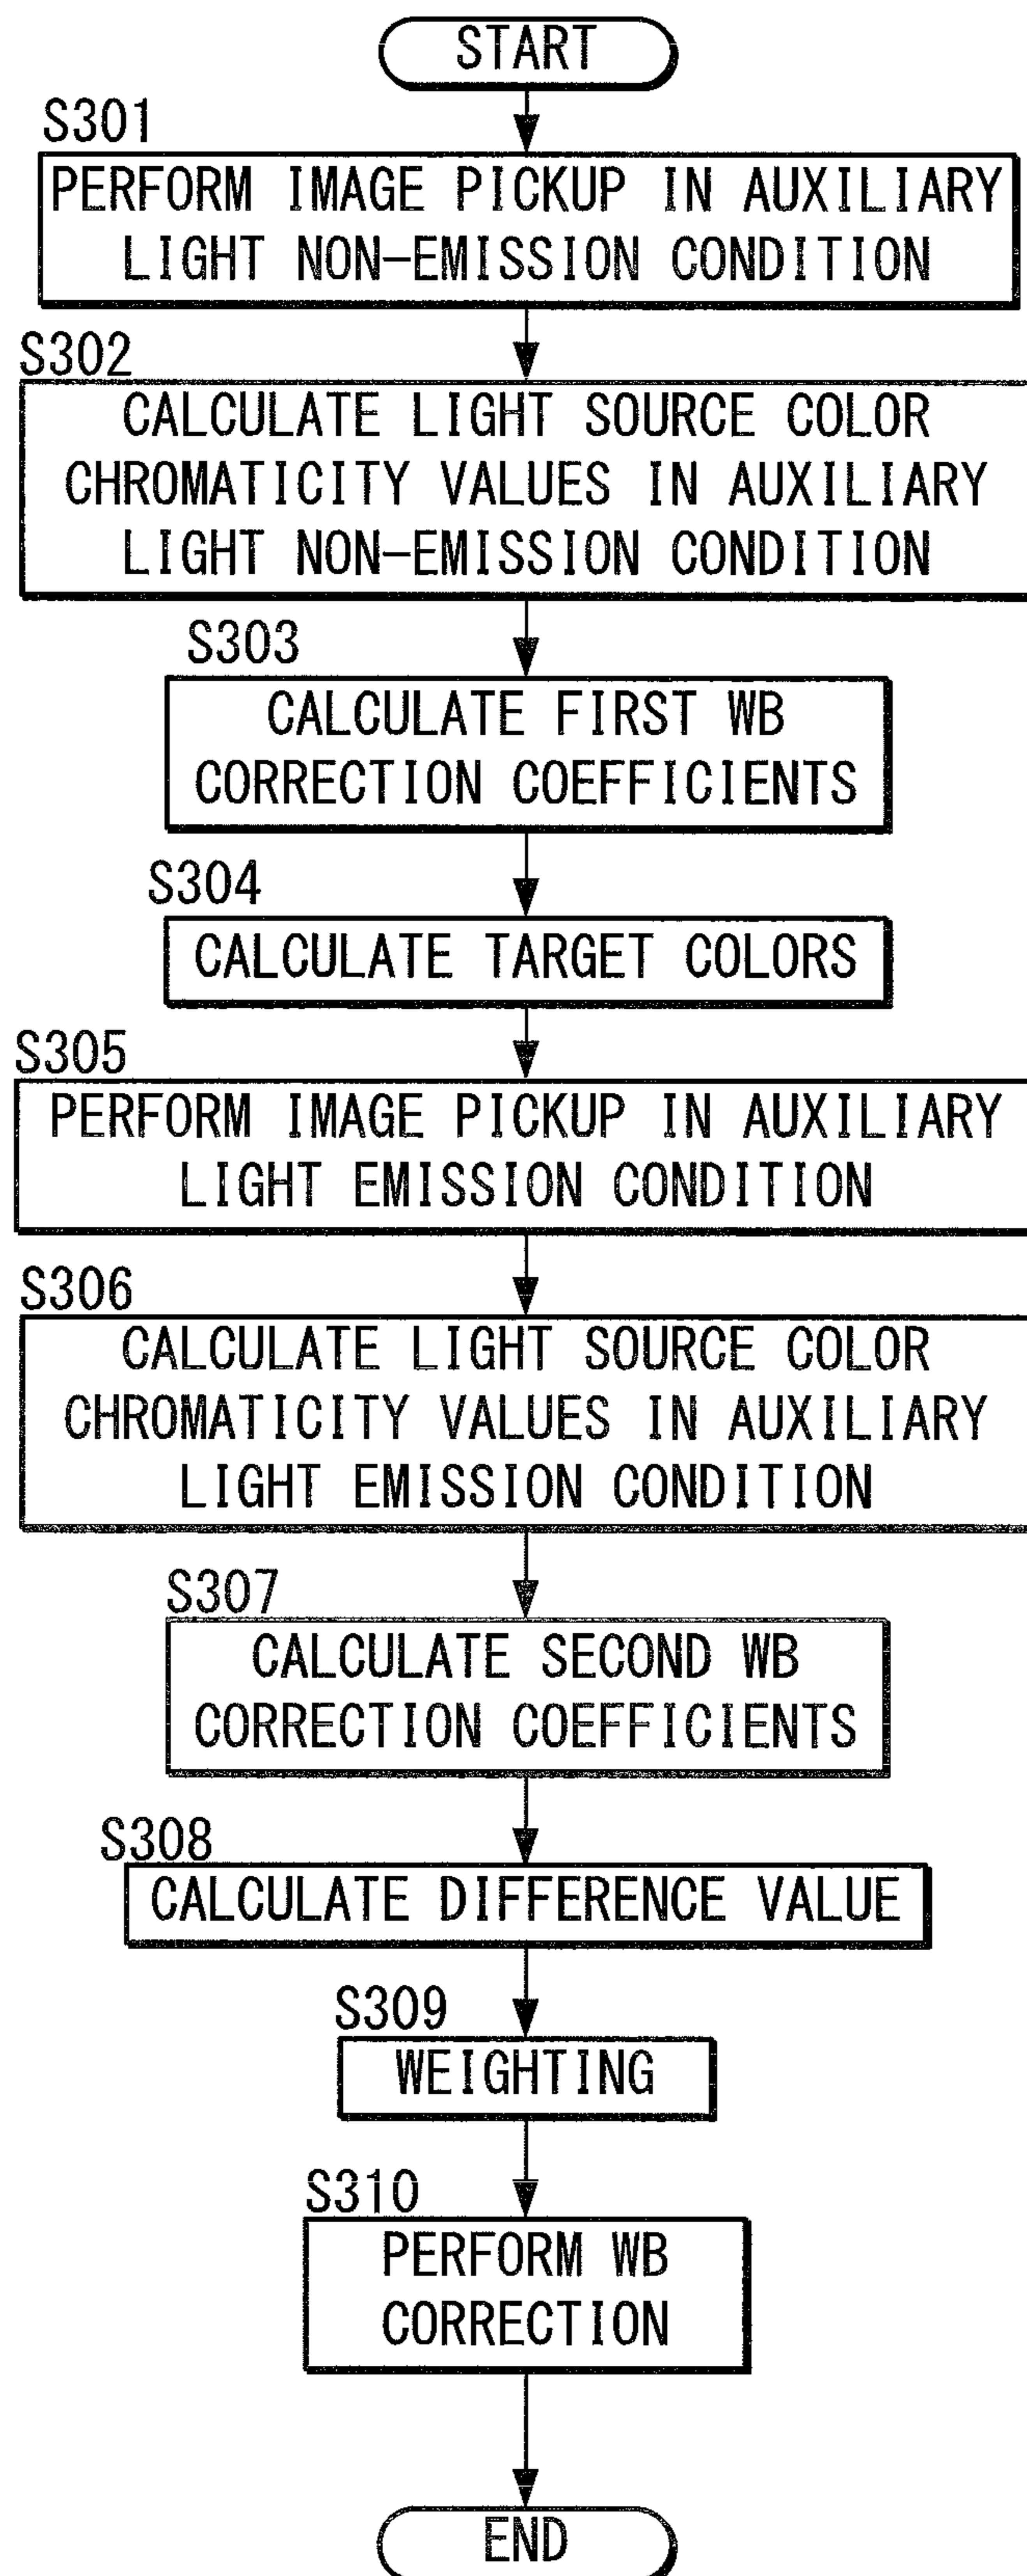 START
S301
PERFORM IMAGE PICKUP IN AUXILIARY
LIGHT NON-EMISSION CONDITION
S302
CALCULATE LIGHT SOURCE COLOR
CHROMATICITY VALUES IN AUXILIARY
LIGHT NON-EMISSION CONDITION
S303
CALCULATE FIRST WB
CORRECTION COEFFICIENTS
S304
CALCULATE TARGET COLORS
S305
PERFORM IMAGE PICKUP IN AUXILIARY
LIGHT EMISSION CONDITION
S306
CALCULATE LIGHT SOURCE COLOR
CHROMATICITY VALUES IN AUXILIARY
LIGHT EMISSION CONDITION
S307
CALCULATE SECOND WB
CORRECTION COEFFICIENTS
S308
CALCULATE DIFFERENCE VALUE
S309
WEIGHTING
S310
PERFORM WB
CORRECTION
END